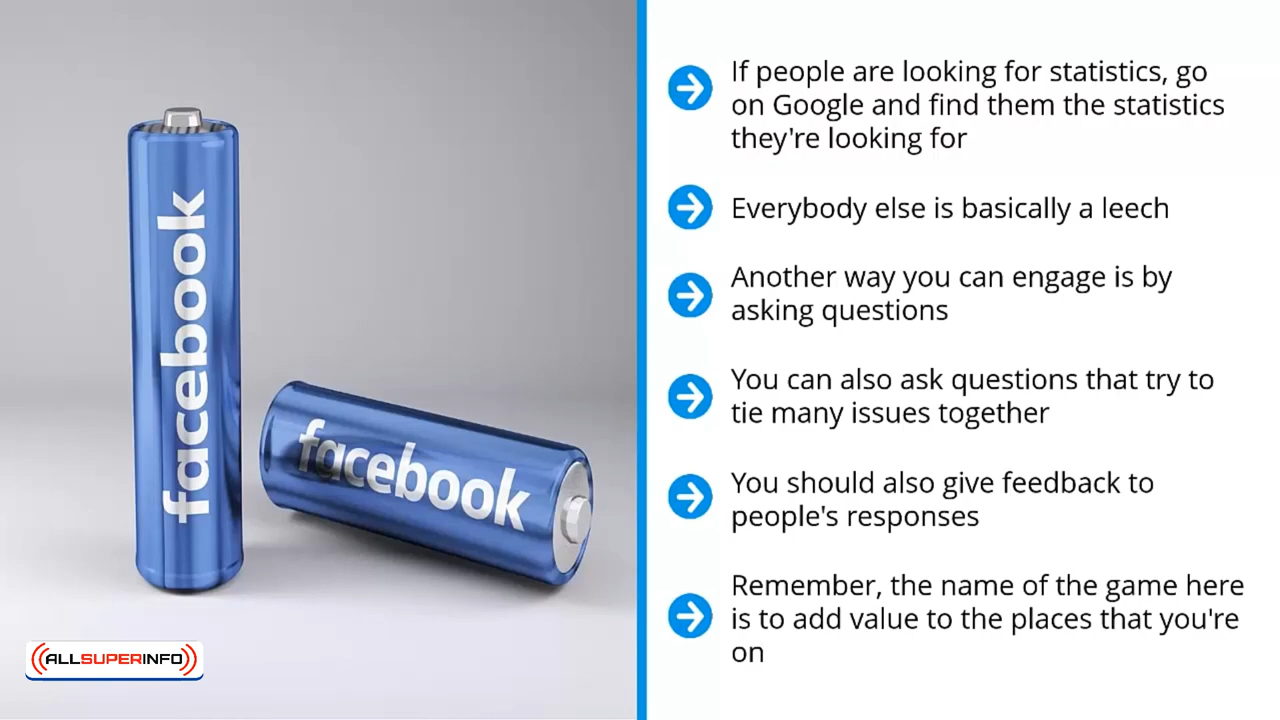 facebook
facebook
ALLSUPERINFO
If people are looking for statistics, go
on Google and find them the statistics
they're looking for
Everybody else is basically a leech
Another way you can engage is by
asking questions
You can also ask questions that try to
tie many issues together
You should also give feedback to
people's responses
Remember, the name of the game here
is to add value to the places that you're
on